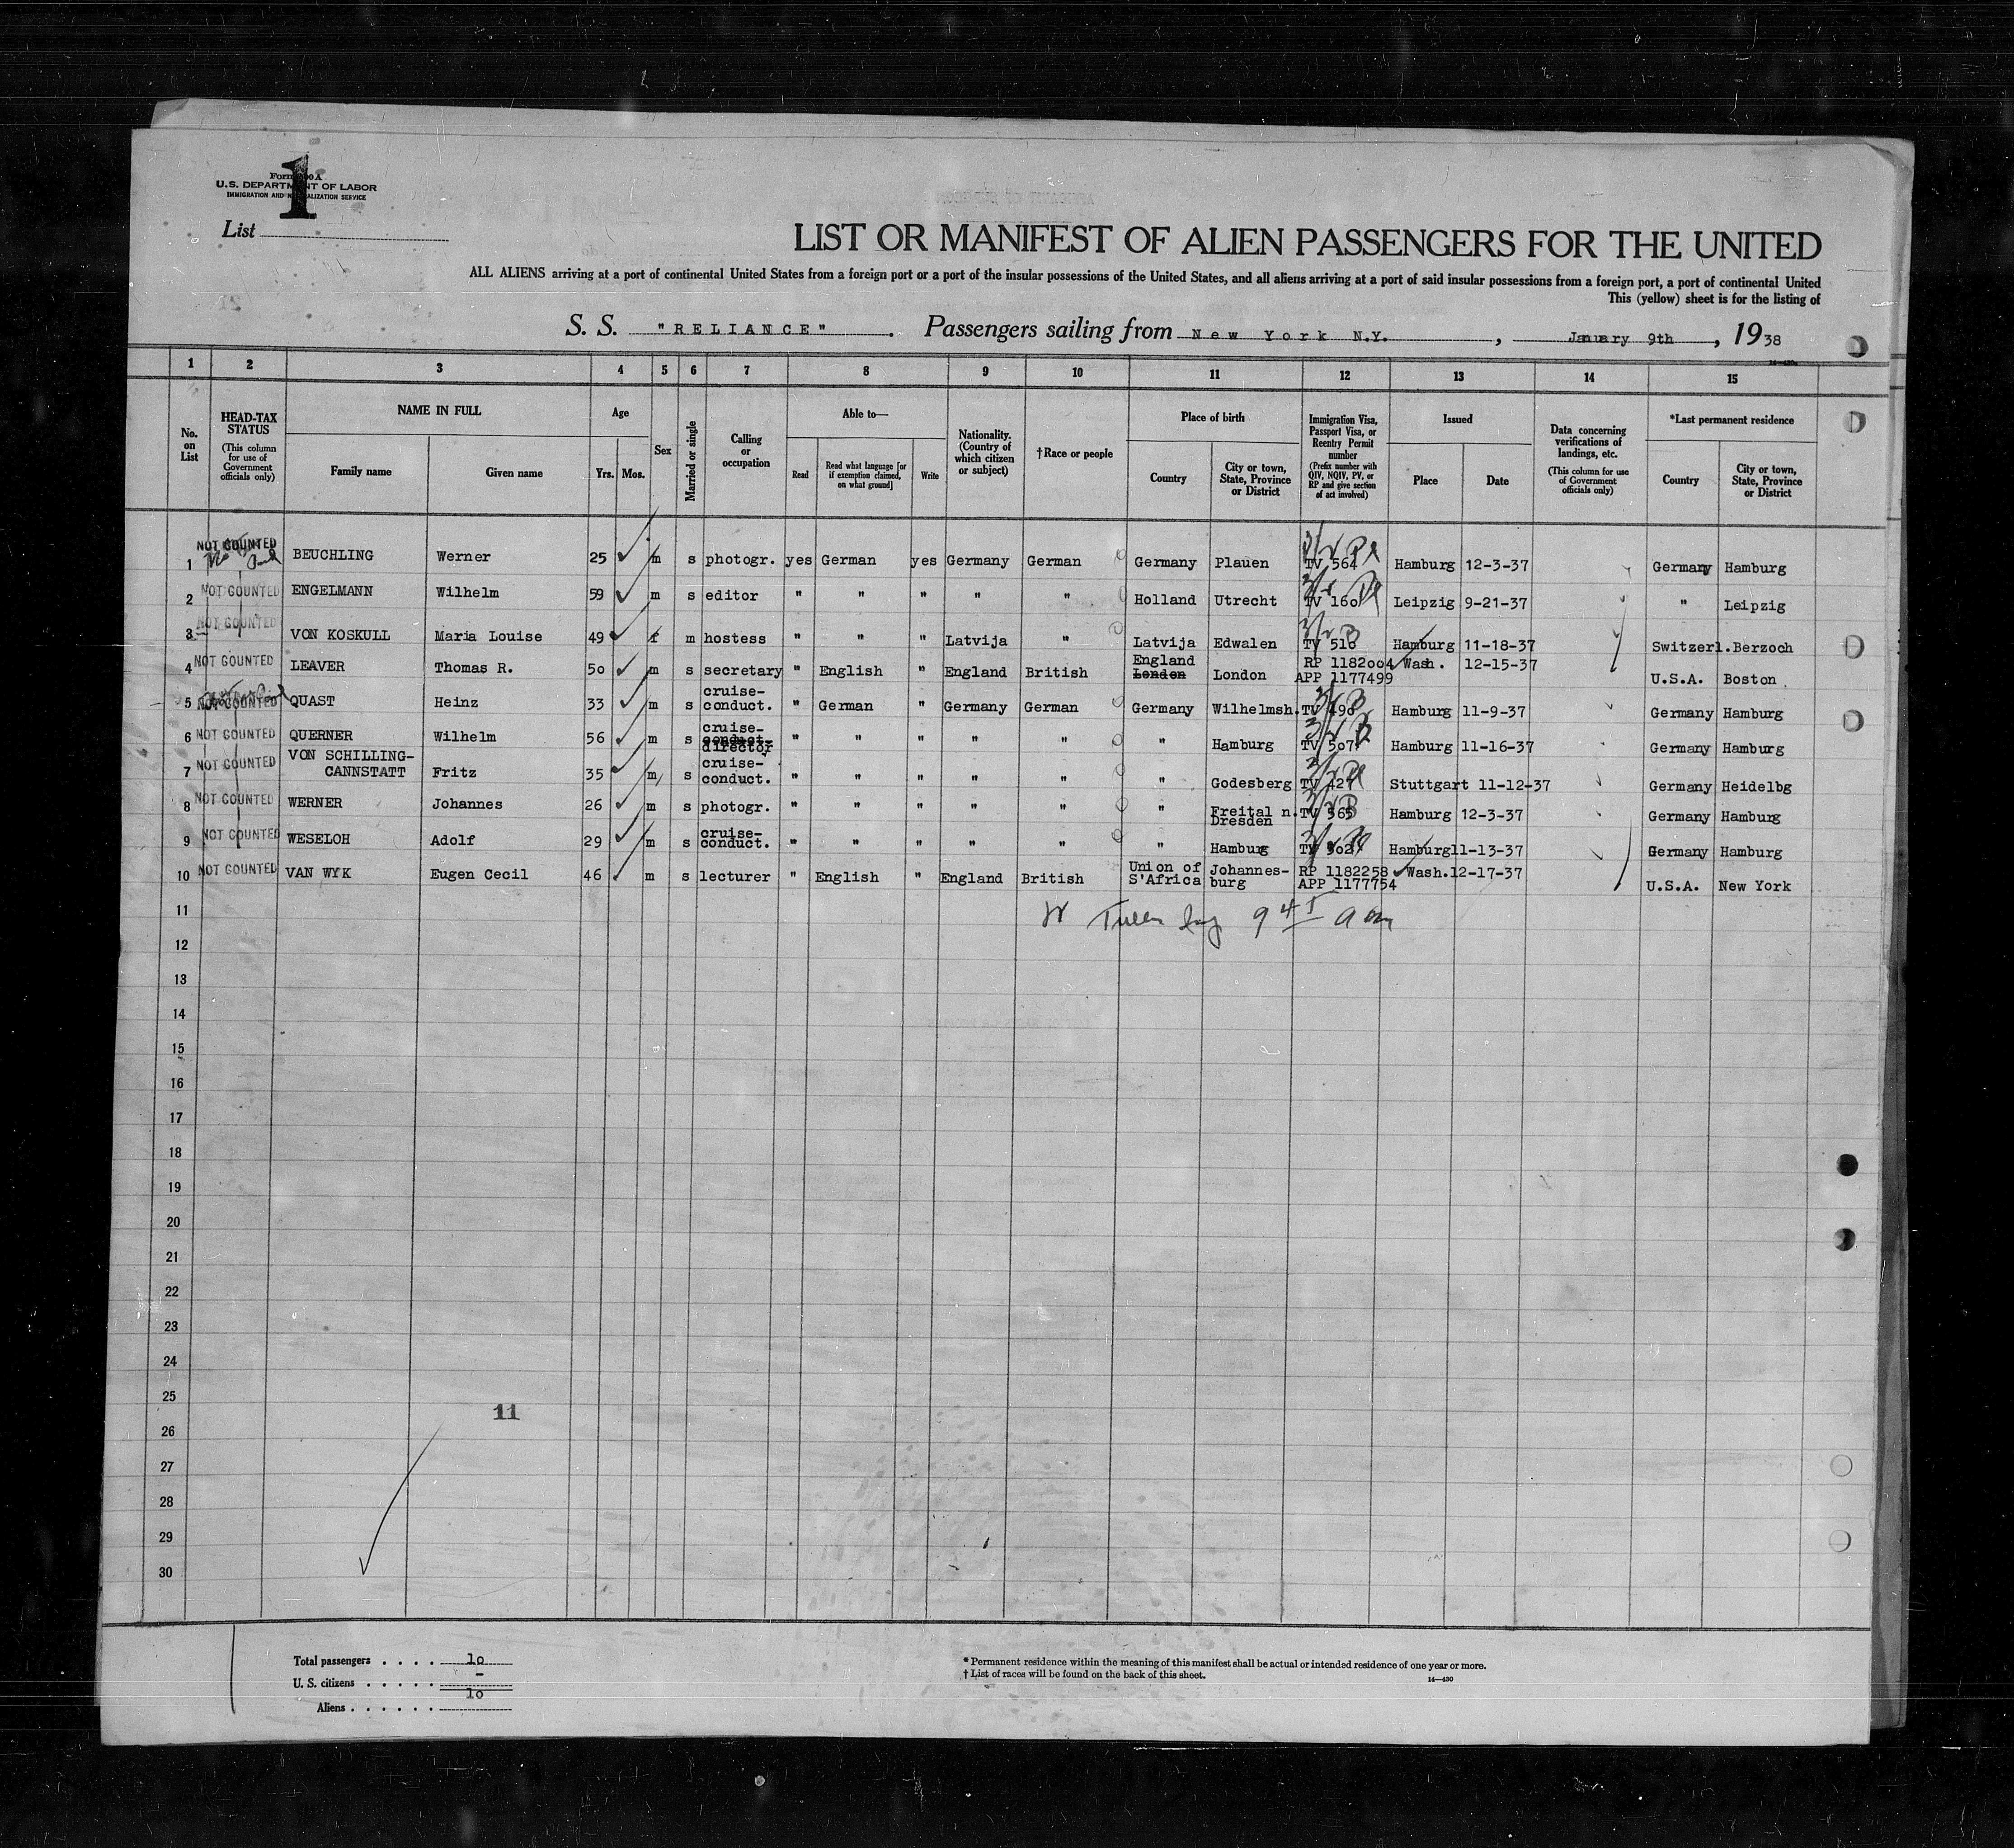 1
Form 500 A
U.S. DEPARTMENT OF LABOR
IMMIGRATION AND NATURALIZATION SERVICE
List
LIST OR MANIFEST OF ALIEN PASSENGERS FOR THE UNITED
ALL ALIENS arriving at a port of continental United States from a foreign port or a port of the insular possessions of the United States, and all aliens arriving at a port of said insular possessions from a foreign port, a port of continental United
This (yellow) sheet is for the listing of
S. S. "RELIANCE" . Passengers sailing from New York N.Y. , January 9th , 1938
14—430a
1 2 3 4 5 6 7 8 9 10 11 12 13 14 15
No. on List
HEAD-TAX STATUS (This column for use of Government officials only)
NAME IN FULL Family name Given name
Age Yrs. Mos.
Sex
Married or single
Calling or occupation
Able to— Read Read what language [or if exemption claimed, on what ground] Write
Nationality. (Country of which citizen or subject)
†Race or people
Place of birth Country City or town, State, Province or District
Immigration Visa, Passport Visa, or Reentry Permit number (Prefix number with QIV, NQIV, PV, or RP and give section of act involved)
Issued Place Date
Data concerning verifications of landings, etc. (This column for use of Government officials only)
*Last permanent residence Country City or town, State, Province or District
1 NOT COUNTED BEUCHLING Werner 25 m s photogr. yes German yes Germany German Germany Plauen TV 564 Hamburg 12-3-37 Germany Hamburg
2 NOT COUNTED ENGELMANN Wilhelm 59 m s editor " " " " " Holland Utrecht TV 160 Leipzig 9-21-37 " Leipzig
3 NOT COUNTED VON KOSKULL Maria Louise 49 f m hostess " " " Latvija " Latvija Edwalen TV 516 Hamburg 11-18-37 Switzerl. Berzoch
4 NOT COUNTED LEAVER Thomas R. 50 m s secretary " English " England British England London London RP 1182004 APP 1177499 Wash. 12-15-37 U.S.A. Boston
5 NOT COUNTED QUAST Heinz 33 m s cruise-conduct. " German " Germany German Germany Wilhelmsh. TV 496 Hamburg 11-9-37 Germany Hamburg
6 NOT COUNTED QUERNER Wilhelm 56 m s cruise-conduct. director " " " " " " Hamburg TV 507 Hamburg 11-16-37 Germany Hamburg
7 NOT COUNTED VON SCHILLING-CANNSTATT Fritz 35 m s cruise-conduct. " " " " " " Godesberg TV 427 Stuttgart 11-12-37 Germany Heidelbg
8 NOT COUNTED WERNER Johannes 26 m s photogr. " " " " " " Freital n. Dresden TV 565 Hamburg 12-3-37 Germany Hamburg
9 NOT COUNTED WESELOH Adolf 29 m s cruise-conduct. " " " " " " Hamburg TV 502 Hamburg 11-13-37 Germany Hamburg
10 NOT COUNTED VAN WYK Eugen Cecil 46 m s lecturer " English " England British Union of S'Africa Johannes-burg RP 1182258 APP 1177754 Wash. 12-17-37 U.S.A. New York
11
12
13
14
15
16
17
18
19
20
21
22
23
24
25
11
26
27
28
29
30
Total passengers . . . . 10
U. S. citizens . . . . . –
Aliens . . . . . . 10
* Permanent residence within the meaning of this manifest shall be actual or intended residence of one year or more.
† List of races will be found on the back of this sheet.
14—430